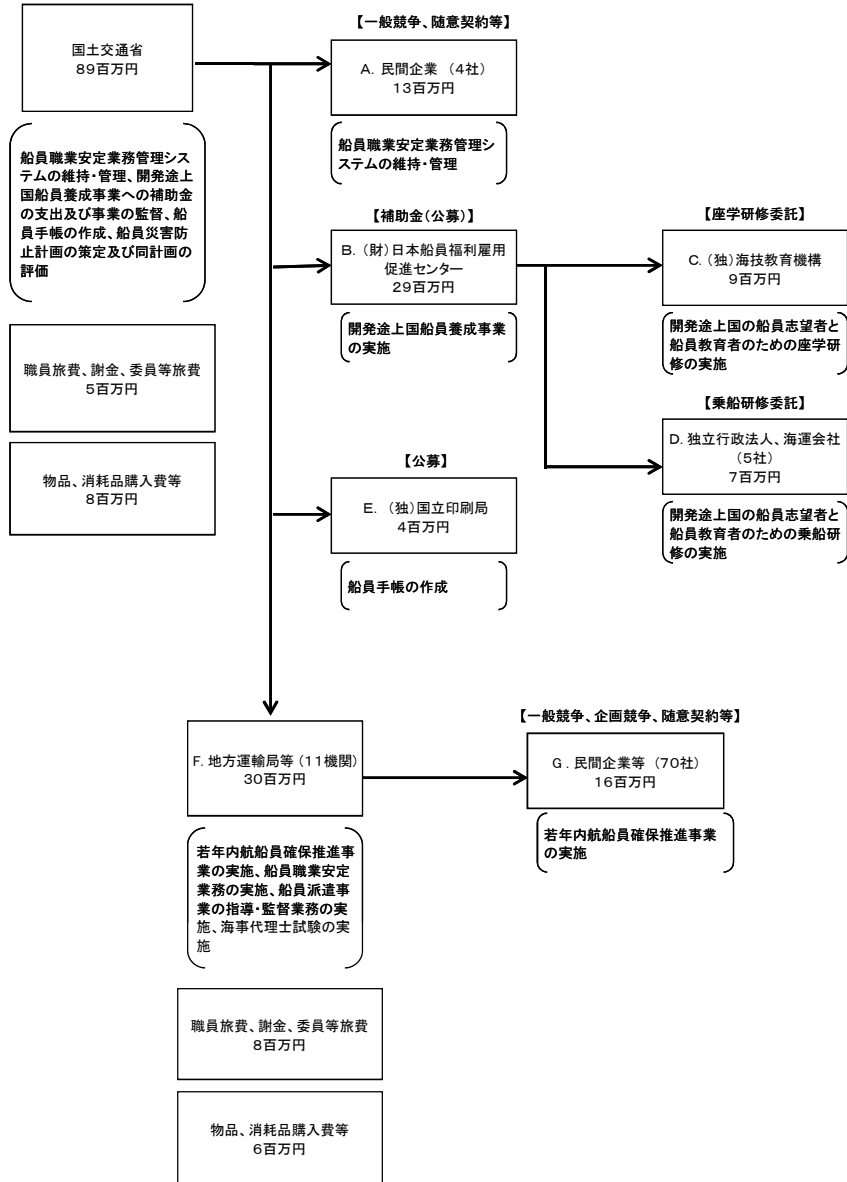 国土交通省
89百万円
船員職業安定業務管理シス
テムの維持・管理、開発途上
国船員養成事業への補助金
の支出及び事業の監督、船
員手帳の作成、船員災害防
止計画の策定及び同計画の
評価
職員旅費、謝金、委員等旅費
5百万円
物品、消耗品購入費等
8百万円
【一般競争、随意契約等】
A. 民間企業 (4社)
13百万円
船員職業安定業務管理シ
ステムの維持・管理
【補助金(公募)】
B. (財)日本船員福利雇用
促進センター
29百万円
開発途上国船員養成事業
の実施
【座学研修委託】
C. (独)海技教育機構
9百万円
開発途上国の船員志望者と
船員教育者のための座学研
修の実施
【乗船研修委託】
D. 独立行政法人、海運会社
(5社)
7百万円
開発途上国の船員志望者と
船員教育者のための乗船研
修の実施
【公募】
E. (独)国立印刷局
4百万円
船員手帳の作成
F. 地方運輸局等 (11機関)
30百万円
若年内航船員確保推進事
業の実施、船員職業安定
業務の実施、船員派遣事
業の指導・監督業務の実
施、海事代理士試験の実
施
職員旅費、謝金、委員等旅費
8百万円
物品、消耗品購入費等
6百万円
【一般競争、企画競争、随意契約等】
G . 民間企業等 (70社)
16百万円
若年内航船員確保推進事業
の実施